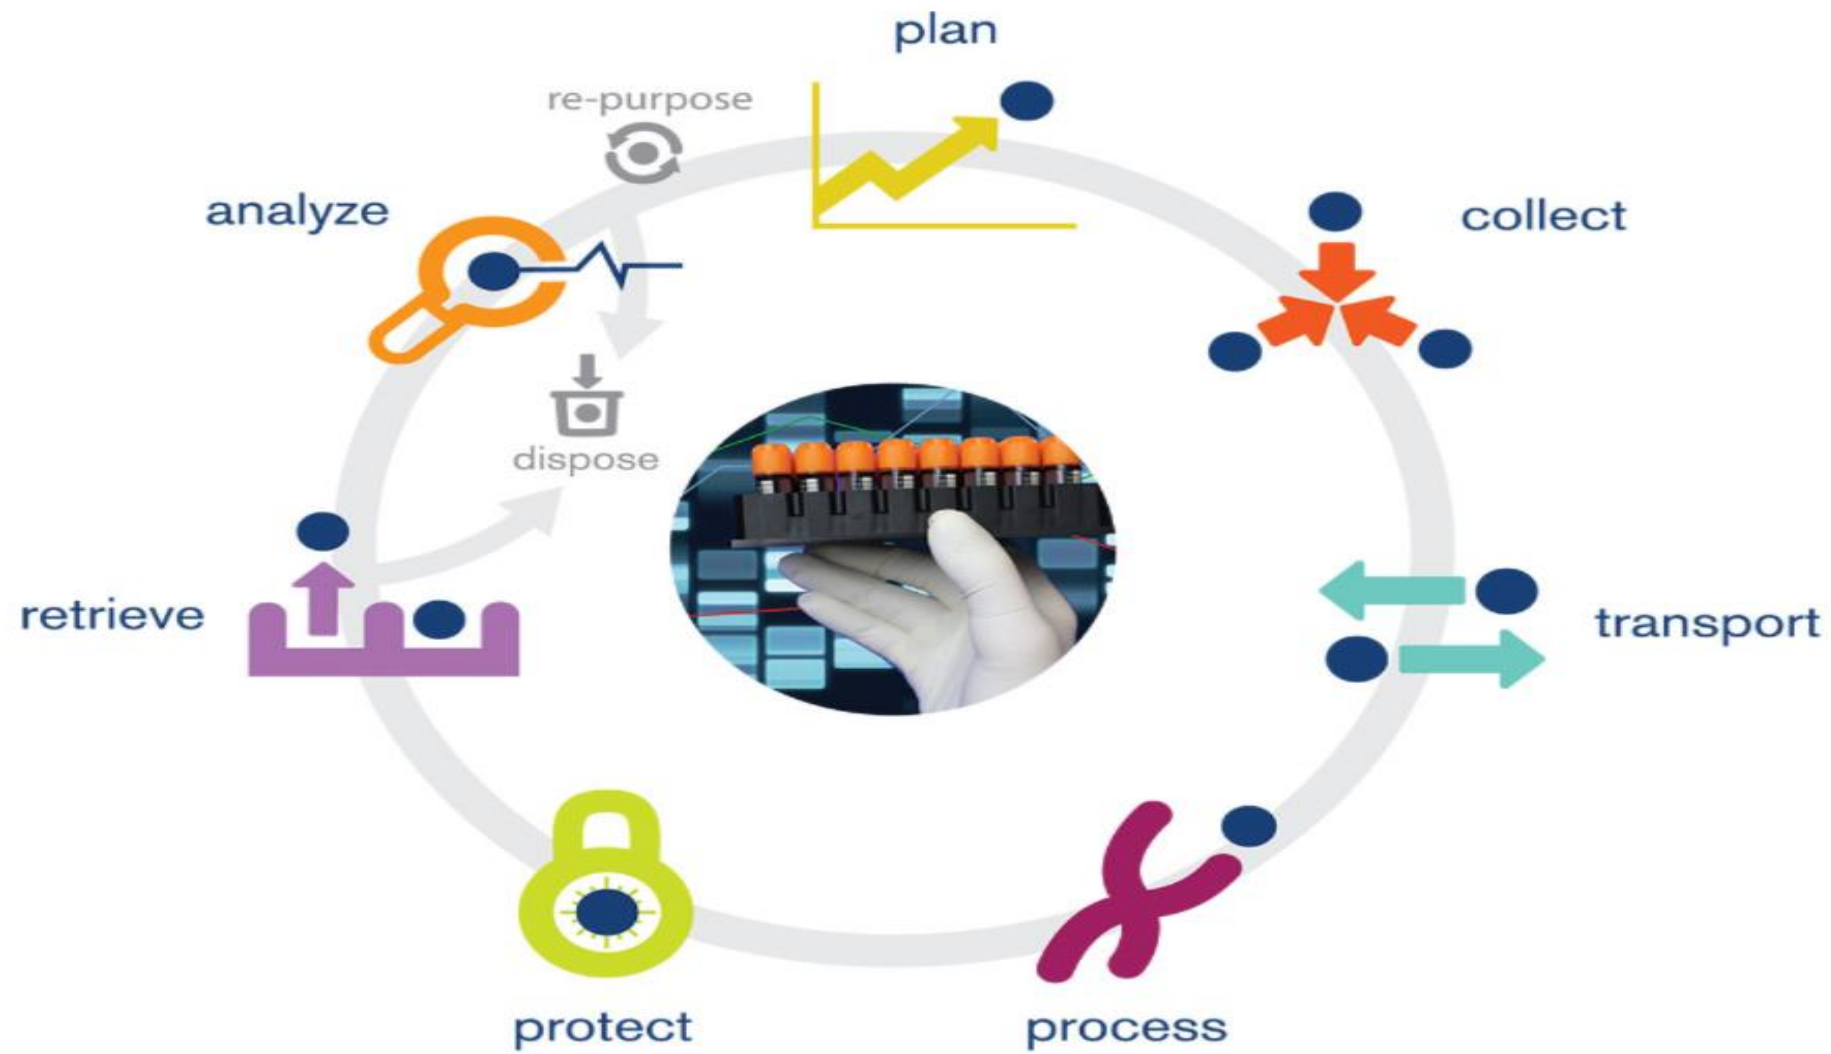 plan
re-purpose
analyze
collect
dispose
retrieve
transport
protect
process